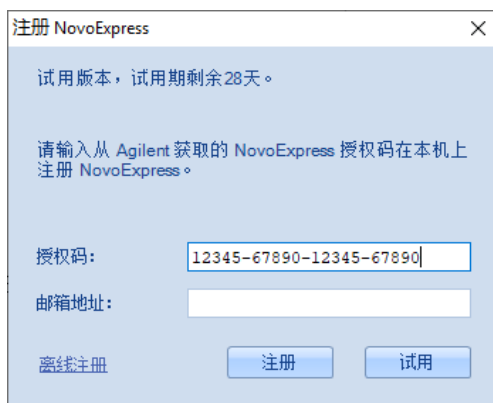 注册 NovoExpress
试用版本，试用期剩余28天。
请输入从 Agilent 获取的 NovoExpress 授权码在本机上
注册 NovoExpress。
授权码：
12345-67890-12345-67890
邮箱地址：
离线注册
注册
试用